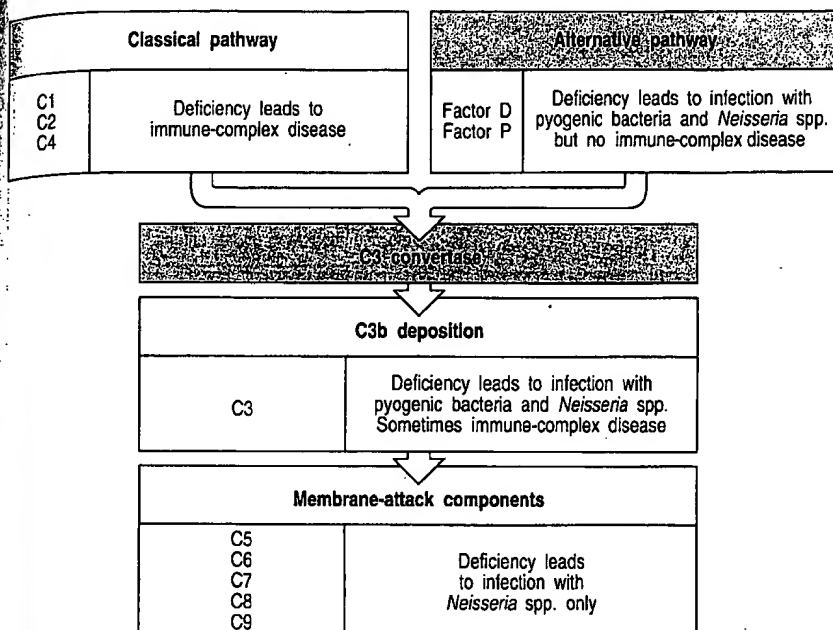 Classical pathway
C1
C2
C4
Deficiency leads to
immune-complex disease
Alternative pathway
Factor D
Factor P
Deficiency leads to infection with
pyogenic bacteria and Neisseria spp.
but no immune-complex disease
C3 convertase
C3b deposition
C3
Deficiency leads to infection with
pyogenic bacteria and Neisseria spp.
Sometimes immune-complex disease
Membrane-attack components
C5
C6
C7
C8
C9
Deficiency leads
to infection with
Neisseria spp. only